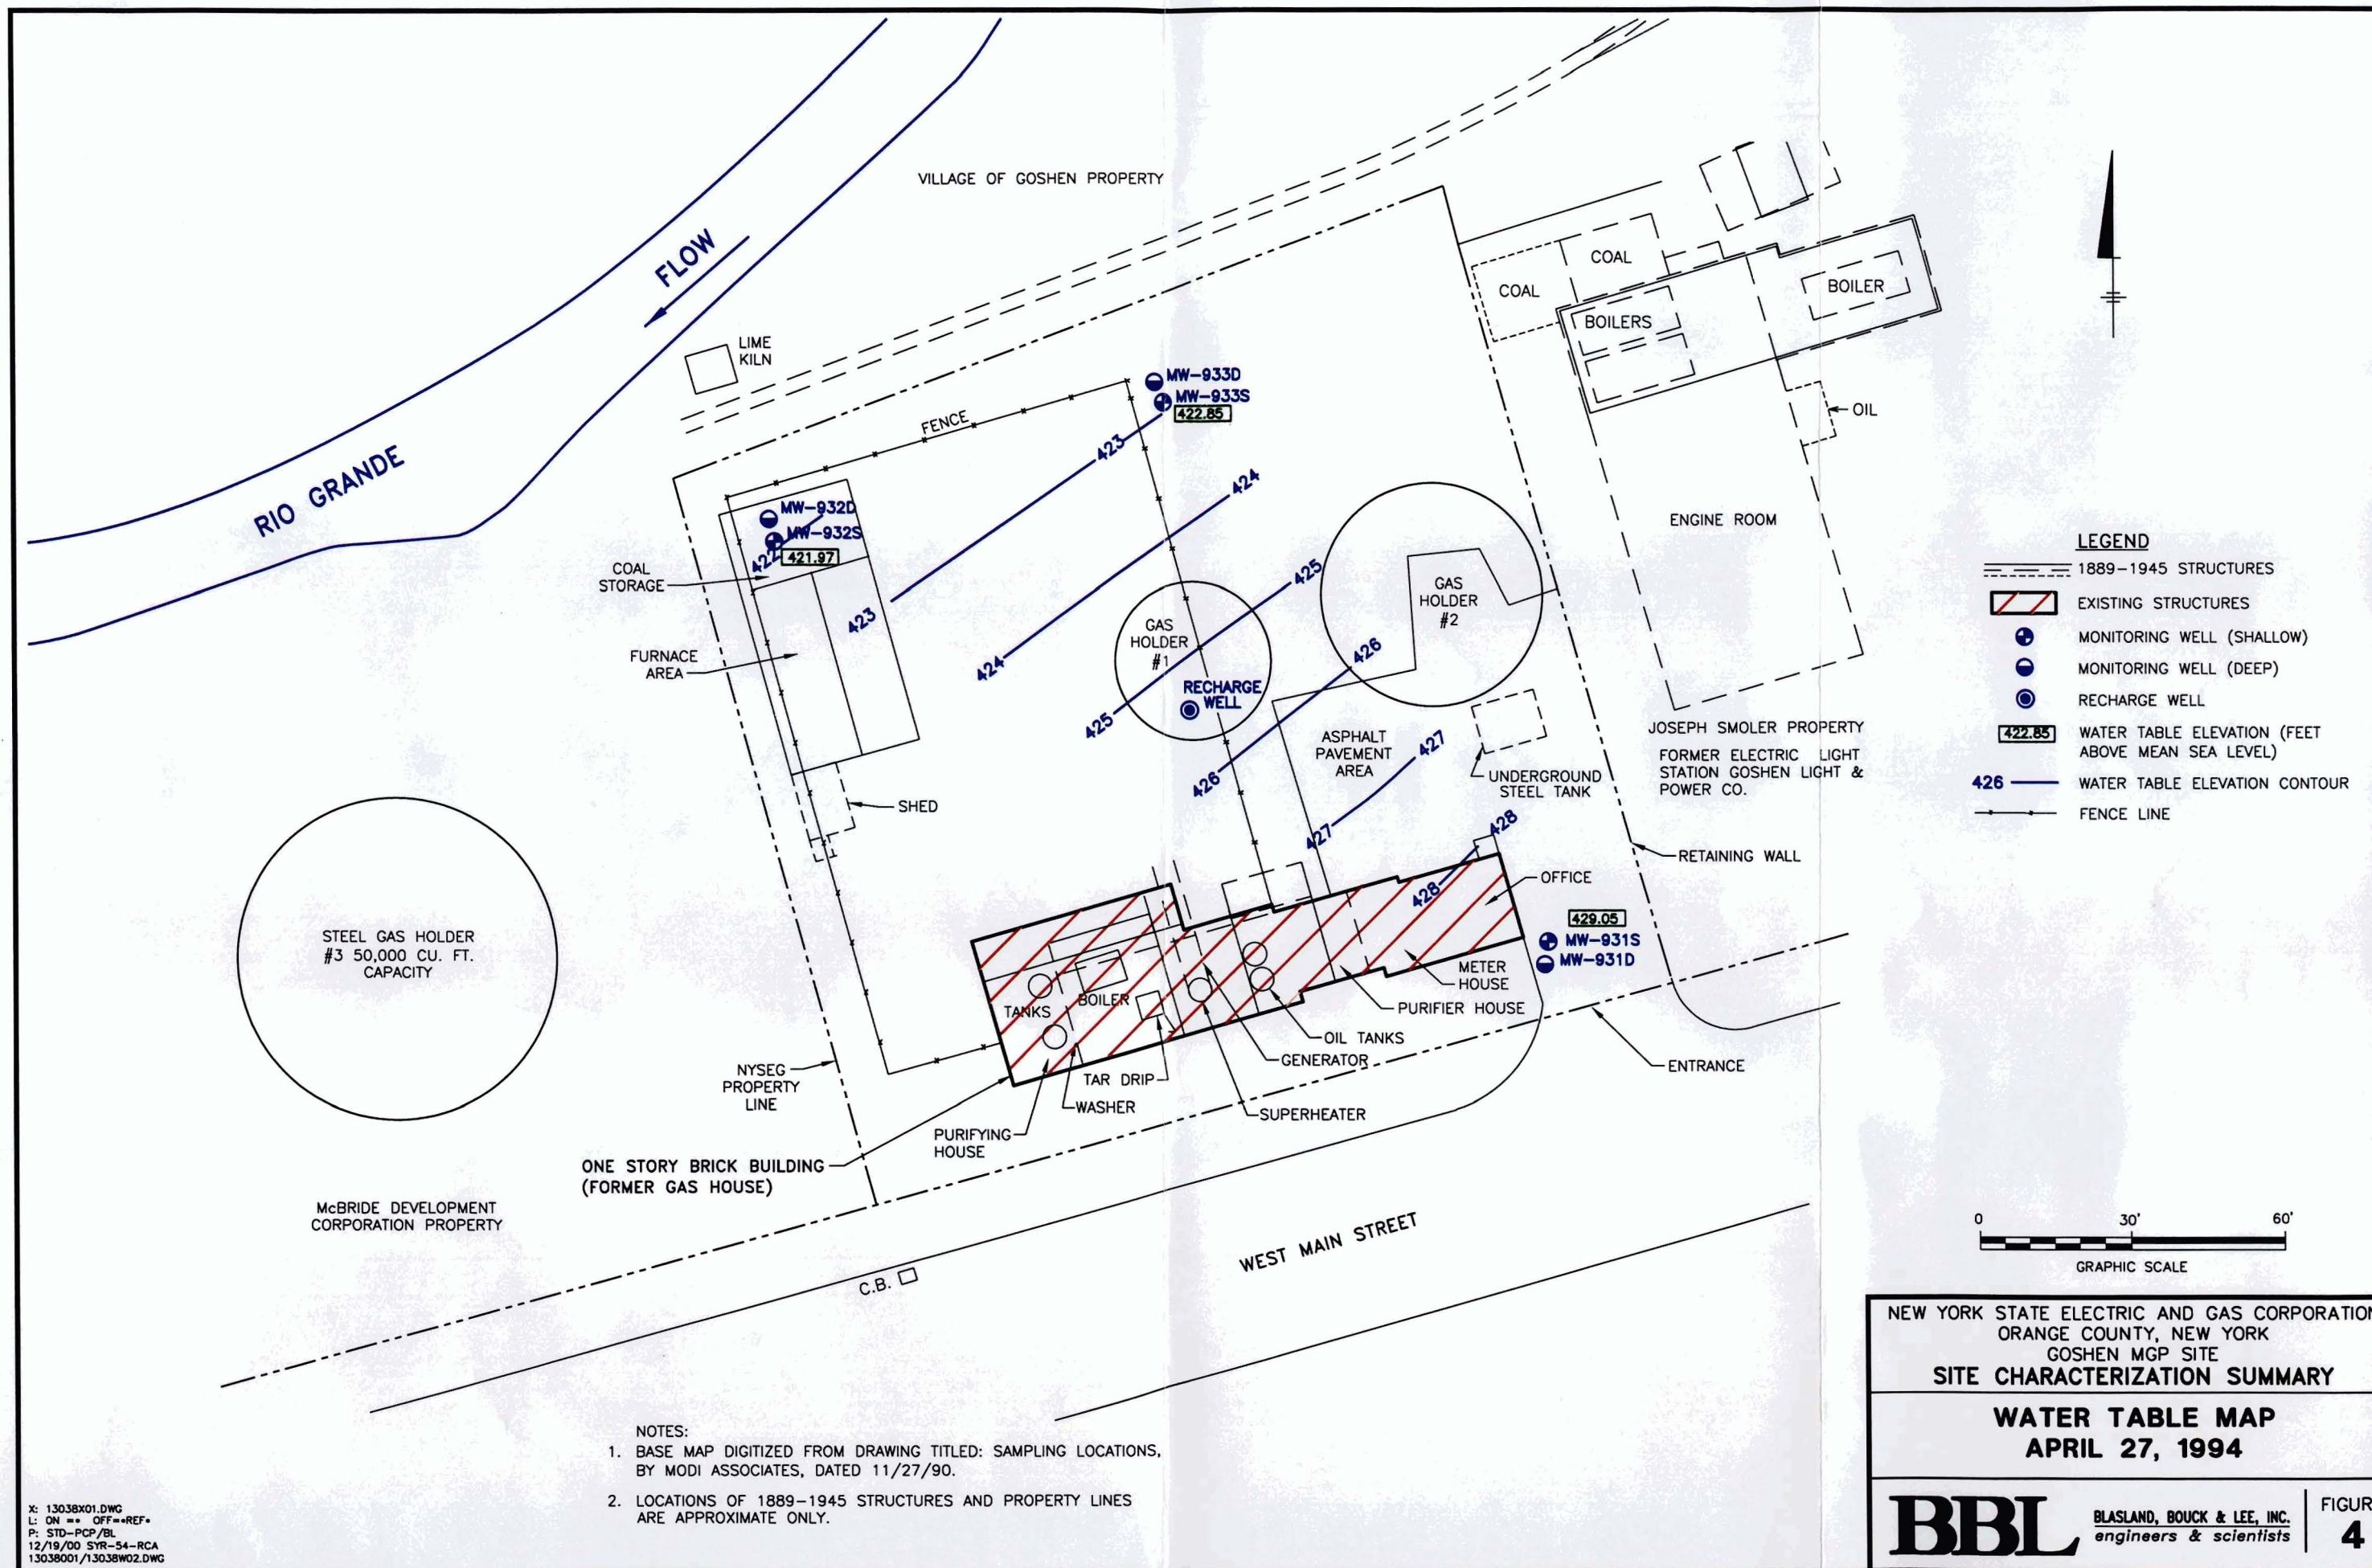 VILLAGE OF GOSHEN PROPERTY
FLOW
RIO GRANDE
LIME
KILN
FENCE
MW-933D
MW-933S
422.85
423
424
COAL
COAL
BOILERS
BOILER
OIL
ENGINE ROOM
MW-932D
MW-932S
422
421.97
COAL
STORAGE
423
FURNACE
AREA
424
425
GAS
HOLDER
#1
RECHARGE
WELL
425
GAS
HOLDER
#2
426
426
ASPHALT
PAVEMENT
AREA
427
427
UNDERGROUND
STEEL TANK
JOSEPH SMOLER PROPERTY
FORMER ELECTRIC LIGHT
STATION GOSHEN LIGHT &
POWER CO.
SHED
428
428
RETAINING WALL
OFFICE
429.05
MW-931S
MW-931D
STEEL GAS HOLDER
#3 50,000 CU. FT.
CAPACITY
TANKS
BOILER
METER
HOUSE
PURIFIER HOUSE
OIL TANKS
GENERATOR
TAR DRIP
WASHER
SUPERHEATER
ENTRANCE
NYSEG
PROPERTY
LINE
PURIFYING
HOUSE
ONE STORY BRICK BUILDING
(FORMER GAS HOUSE)
McBRIDE DEVELOPMENT
CORPORATION PROPERTY
C.B.
WEST MAIN STREET
LEGEND
1889-1945 STRUCTURES
EXISTING STRUCTURES
MONITORING WELL (SHALLOW)
MONITORING WELL (DEEP)
RECHARGE WELL
422.85 WATER TABLE ELEVATION (FEET
ABOVE MEAN SEA LEVEL)
426 WATER TABLE ELEVATION CONTOUR
FENCE LINE
0 30' 60'
GRAPHIC SCALE
NOTES:
1. BASE MAP DIGITIZED FROM DRAWING TITLED: SAMPLING LOCATIONS,
BY MODI ASSOCIATES, DATED 11/27/90.
2. LOCATIONS OF 1889-1945 STRUCTURES AND PROPERTY LINES
ARE APPROXIMATE ONLY.
X: 13038X01.DWG
L: ON =* OFF=*REF*
P: STD-PCP/BL
12/19/00 SYR-54-RCA
13038001/13038W02.DWG
NEW YORK STATE ELECTRIC AND GAS CORPORATION
ORANGE COUNTY, NEW YORK
GOSHEN MGP SITE
SITE CHARACTERIZATION SUMMARY
WATER TABLE MAP
APRIL 27, 1994
BBL
BLASLAND, BOUCK & LEE, INC.
engineers & scientists
FIGUR
4